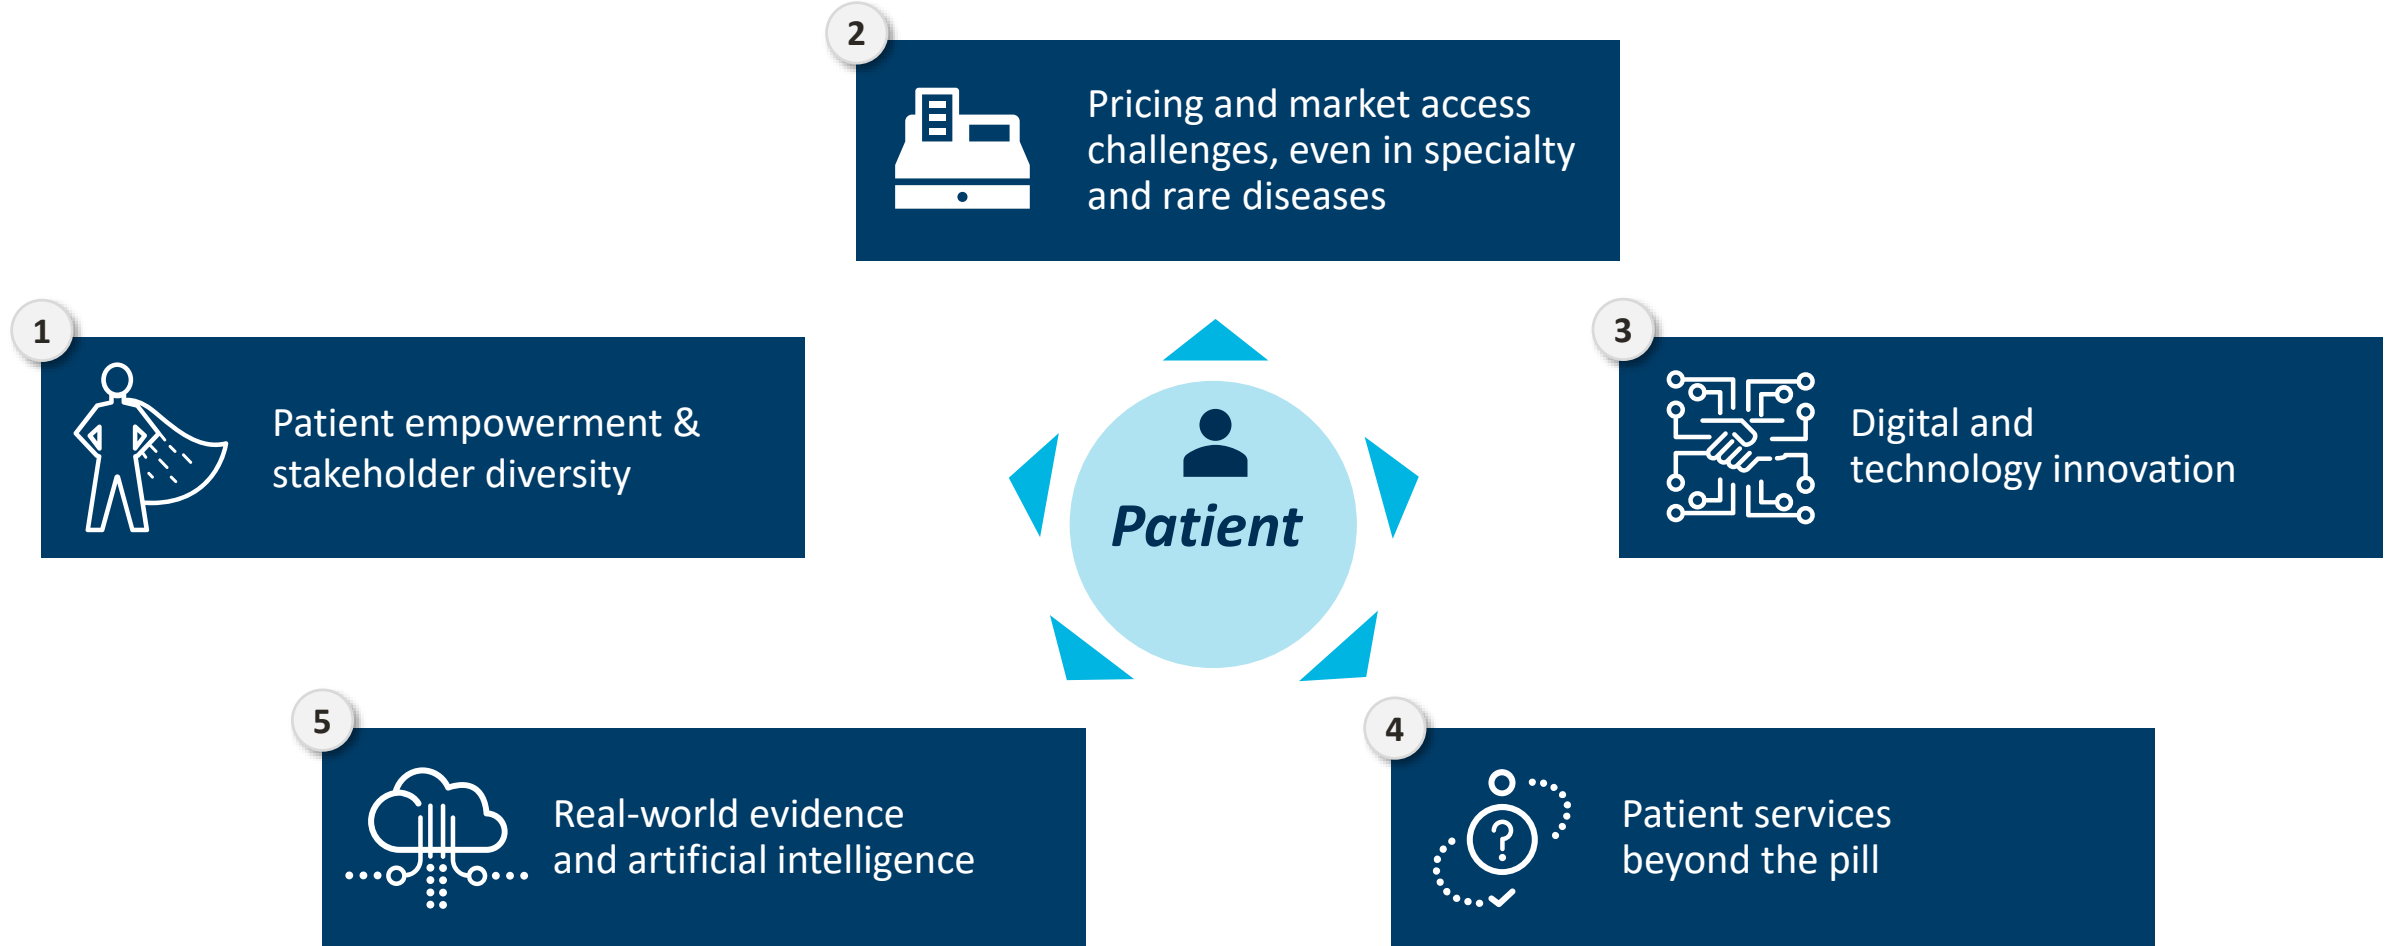 1
Patient empowerment &
stakeholder diversity
2
Pricing and market access
challenges, even in specialty
and rare diseases
3
Digital and
technology innovation
4
Patient services
beyond the pill
5
Real-world evidence
and artificial intelligence
Patient
?